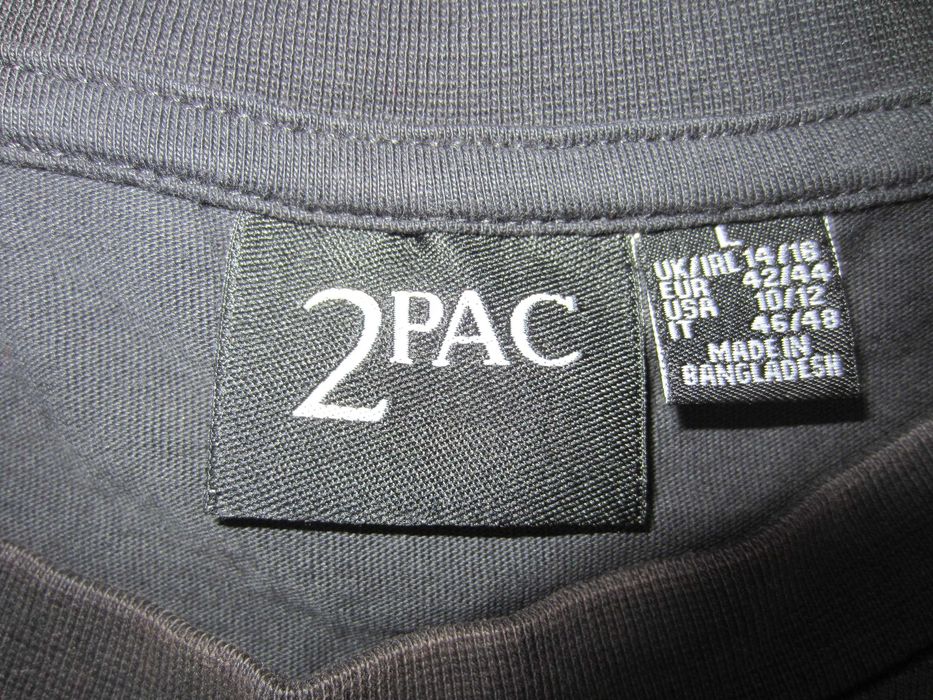 2PAC
L
UK/IRL 14/16
EUR 42/44
USA 10/12
IT 46/48
MADE IN
BANGLADESH